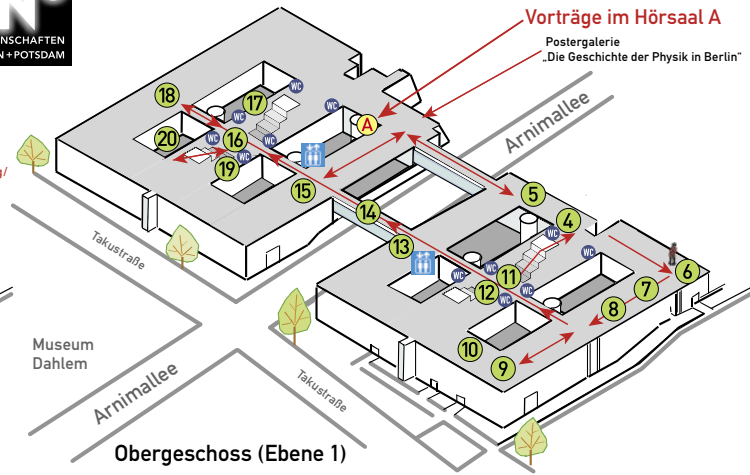 N
NSCHAFTEN
N+POTSDAM
Vorträge im Hörsaal A
Postergalerie
„Die Geschichte der Physik in Berlin“
Arnimallee
WC
WC
WC
WC
WC
WC
WC
WC
WC
WC
18
17
A
16
20
19
15
14
13
5
4
6
7
8
11
12
10
9
g/
Takustraße
Museum
Dahlem
Arnimallee
Takustraße
Obergeschoss (Ebene 1)